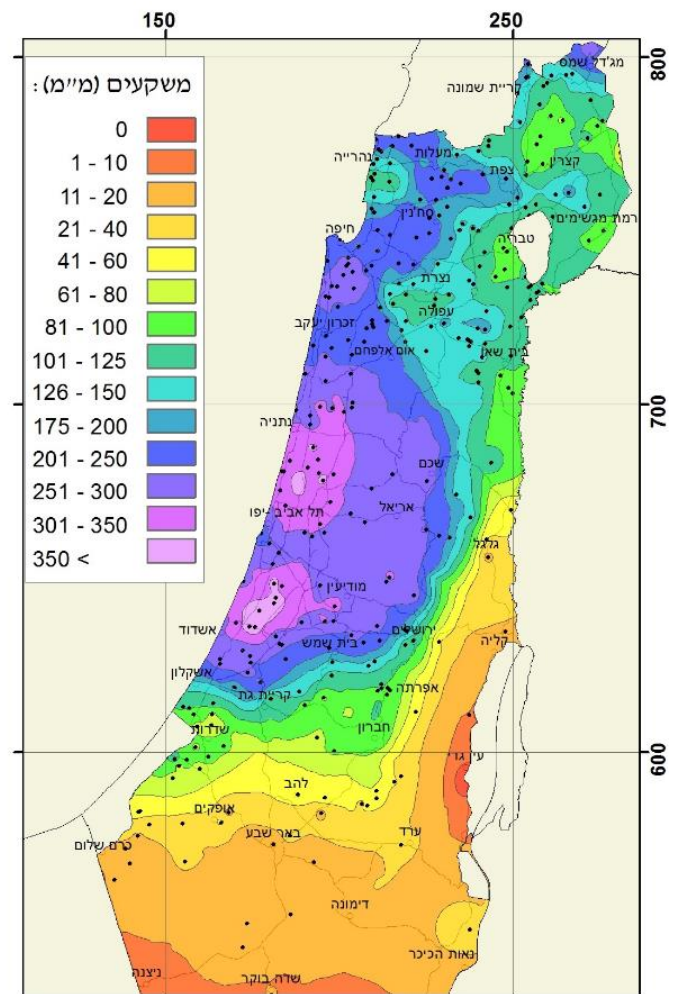 150
250
800
700
600
משקעים (מ״מ):
0
1 - 10
11 - 20
21 - 40
41 - 60
61 - 80
81 - 100
101 - 125
126 - 150
175 - 200
201 - 250
251 - 300
301 - 350
350 <
מג'דל שמס
קריית שמונה
מעלות
נהרייה
צפת
קצרין
סח'נין
רמת מגשימים
חיפה
טבריה
נצרת
עפולה
זכרון יעקב
אום אלפחם
בית שאן
נתניה
שכם
אריאל
תל אביב -יפו
גלגל
מודיעין
אשדוד
ירושלים
קליה
בית שמש
אשקלון
קריית גת
אפרתה
שדרות
חברון
עין גדי
להב
אופקים
באר שבע
ערד
כרם שלום
דימונה
נאות הכיכר
ניצנה
שדה בוקר